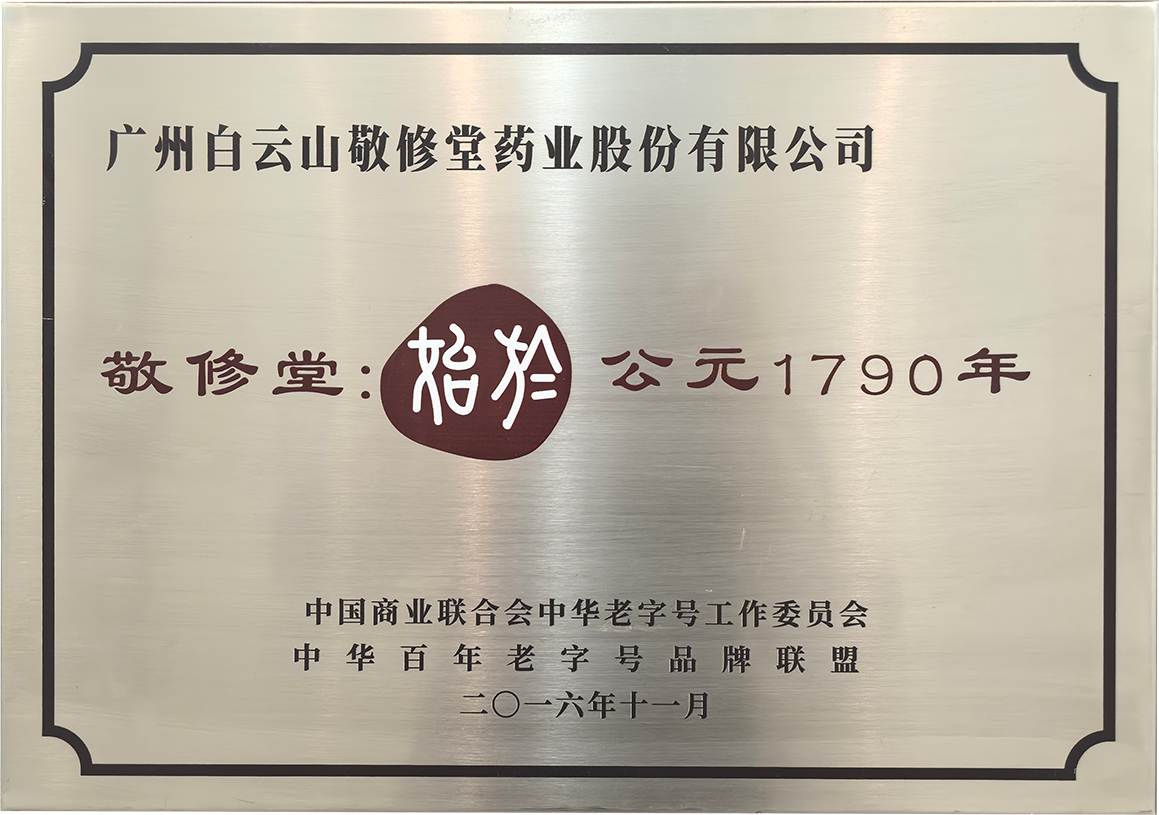 广州白云山敬修堂药业股份有限公司
敬修堂:始於公元1790年
中国商业联合会中华老字号工作委员会
中华百年老字号品牌联盟
二〇一六年十一月